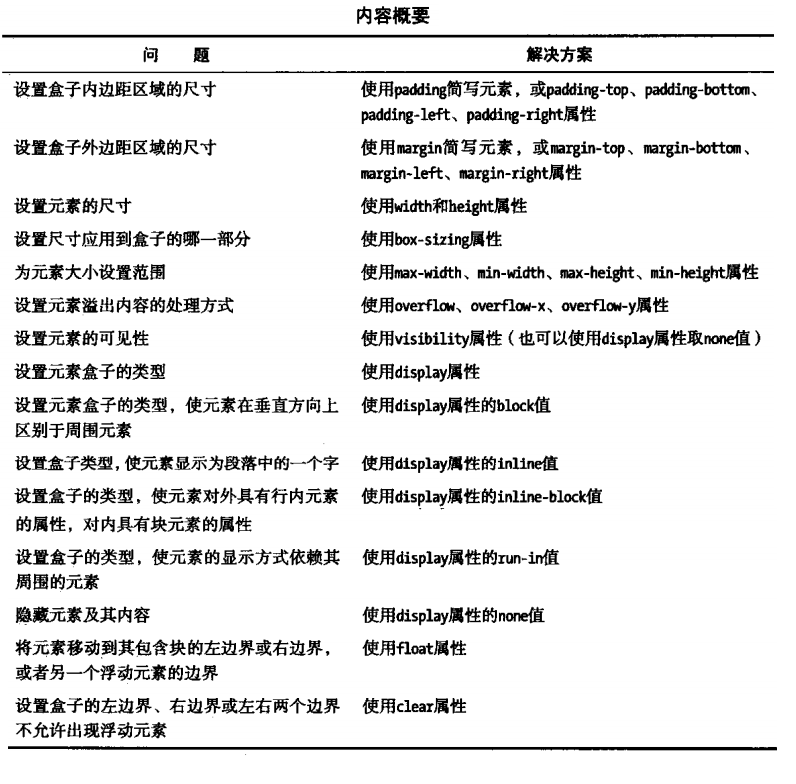 内容概要
问 题 解决方案
设置盒子内边距区域的尺寸 使用padding简写元素，或padding-top、padding-bottom、
padding-left、padding-right属性
设置盒子外边距区域的尺寸 使用margin简写元素，或margin-top、margin-bottom、
margin-left、margin-right属性
设置元素的尺寸 使用width和height属性
设置尺寸应用到盒子的哪一部分 使用box-sizing属性
为元素大小设置范围 使用max-width、min-width、max-height、min-height属性
设置元素溢出内容的处理方式 使用overflow、overflow-x、overflow-y属性
设置元素的可见性 使用visibility属性（也可以使用display属性取none值）
设置元素盒子的类型 使用display属性
设置元素盒子的类型，使元素在垂直方向上 使用display属性的block值
区别于周围元素
设置盒子类型，使元素显示为段落中的一个字 使用display属性的inline值
设置盒子的类型，使元素对外具有行内元素 使用display属性的inline-block值
的属性，对内具有块元素的属性
设置盒子的类型，使元素的显示方式依赖其 使用display属性的run-in值
周围的元素
隐藏元素及其内容 使用display属性的none值
将元素移动到其包含块的左边界或右边界， 使用float属性
或者另一个浮动元素的边界
设置盒子的左边界、右边界或左右两个边界 使用clear属性
不允许出现浮动元素